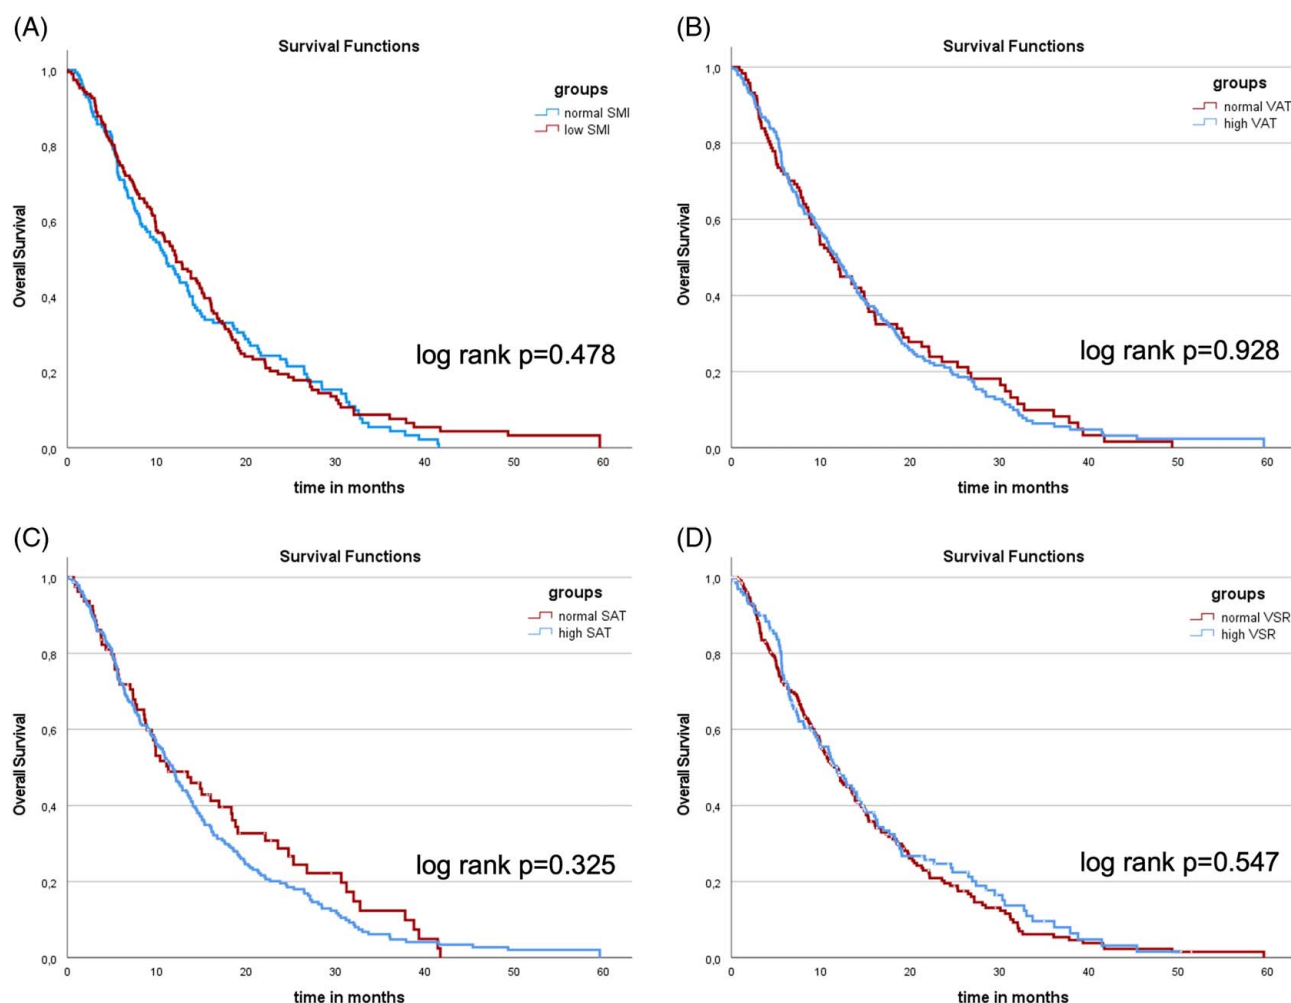 (A)
Survival Functions
groups
normal SMI
low SMI
Overall Survival
1,0
0,8
0,6
0,4
0,2
0,0
log rank p=0.478
0 10 20 30 40 50 60
time in months
(B)
Survival Functions
groups
normal VAT
high VAT
Overall Survival
1,0
0,8
0,6
0,4
0,2
0,0
log rank p=0.928
0 10 20 30 40 50 60
time in months
(C)
Survival Functions
groups
normal SAT
high SAT
Overall Survival
1,0
0,8
0,6
0,4
0,2
0,0
log rank p=0.325
0 10 20 30 40 50 60
time in months
(D)
Survival Functions
groups
normal VSR
high VSR
Overall Survival
1,0
0,8
0,6
0,4
0,2
0,0
log rank p=0.547
0 10 20 30 40 50 60
time in months